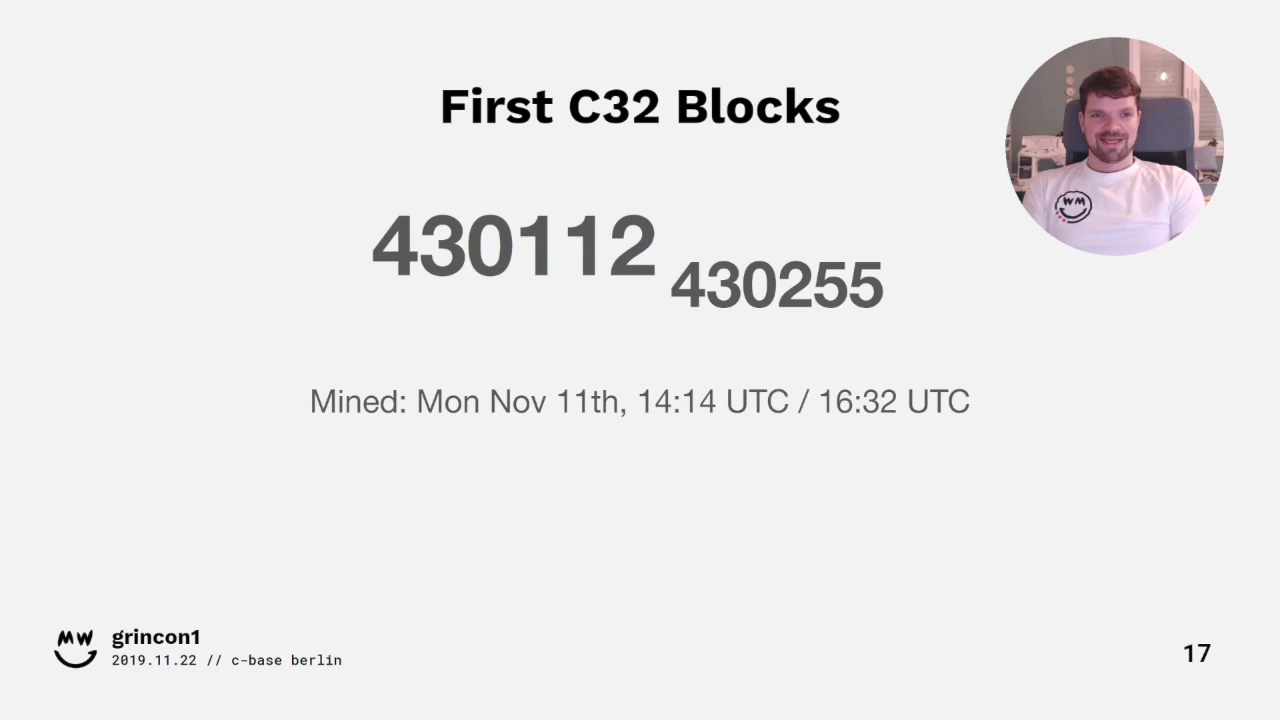 First C32 Blocks
WM
430112 430255
Mined: Mon Nov 11th, 14:14 UTC / 16:32 UTC
MW
grincon1
2019.11.22 // c-base berlin
17